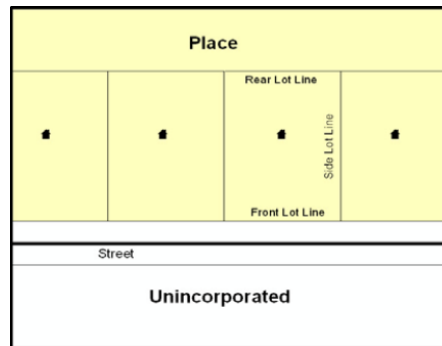 Place
Rear Lot Line
Side Lot Line
Front Lot Line
Street
Unincorporated